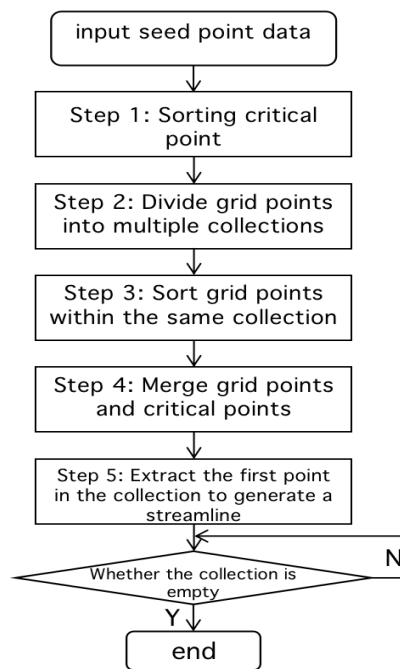 input seed point data
Step 1: Sorting critical
point
Step 2: Divide grid points
into multiple collections
Step 3: Sort grid points
within the same collection
Step 4: Merge grid points
and critical points
Step 5: Extract the first point
in the collection to generate a
streamline
Whether the collection is
empty
N
Y
end